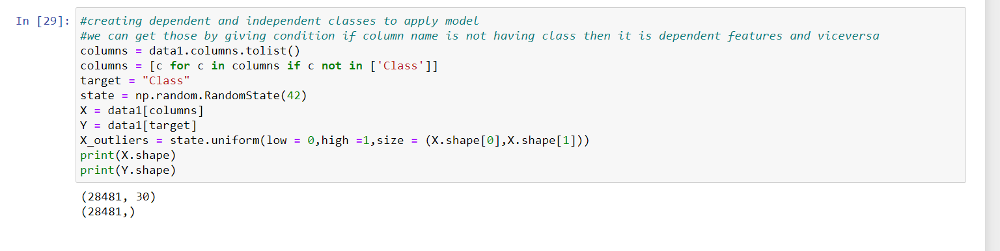 In [29]: #creating dependent and independent classes to apply model
#we can get those by giving condition if column name is not having class then it is dependent features and viceversa
columns = data1.columns.tolist()
columns = [c for c in columns if c not in ['Class']]
target = "Class"
state = np.random.RandomState(42)
X = data1[columns]
Y = data1[target]
X_outliers = state.uniform(low = 0,high =1,size = (X.shape[0],X.shape[1]))
print(X.shape)
print(Y.shape)
(28481, 30)
(28481,)